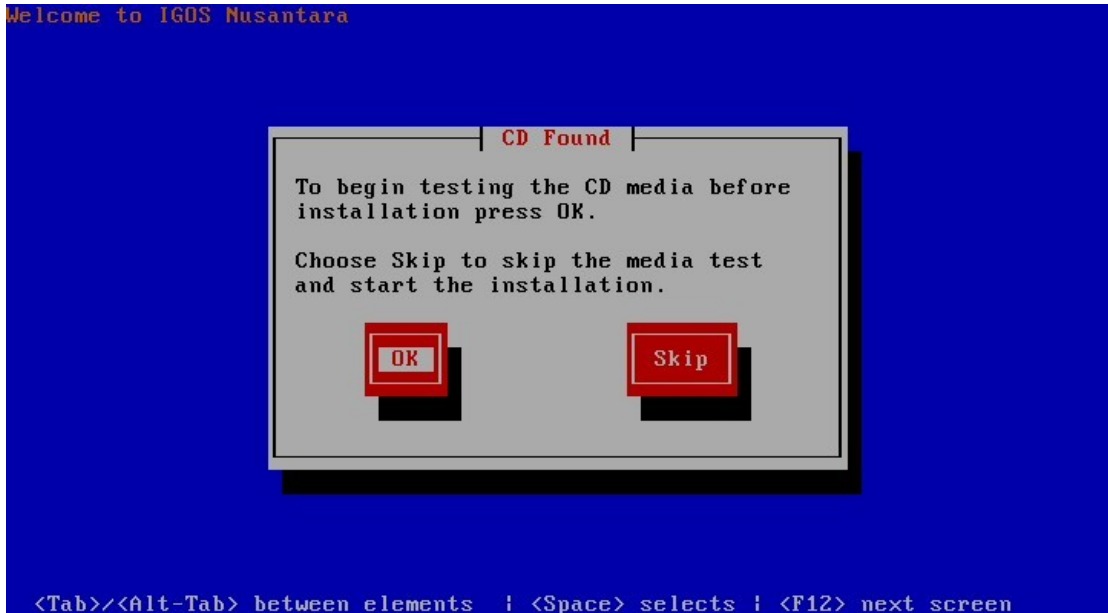 Welcome to IGOS Nusantara
CD Found
To begin testing the CD media before
installation press OK.
Choose Skip to skip the media test
and start the installation.
OK Skip
<Tab>/<Alt-Tab> between elements ¦ <Space> selects ¦ <F12> next screen